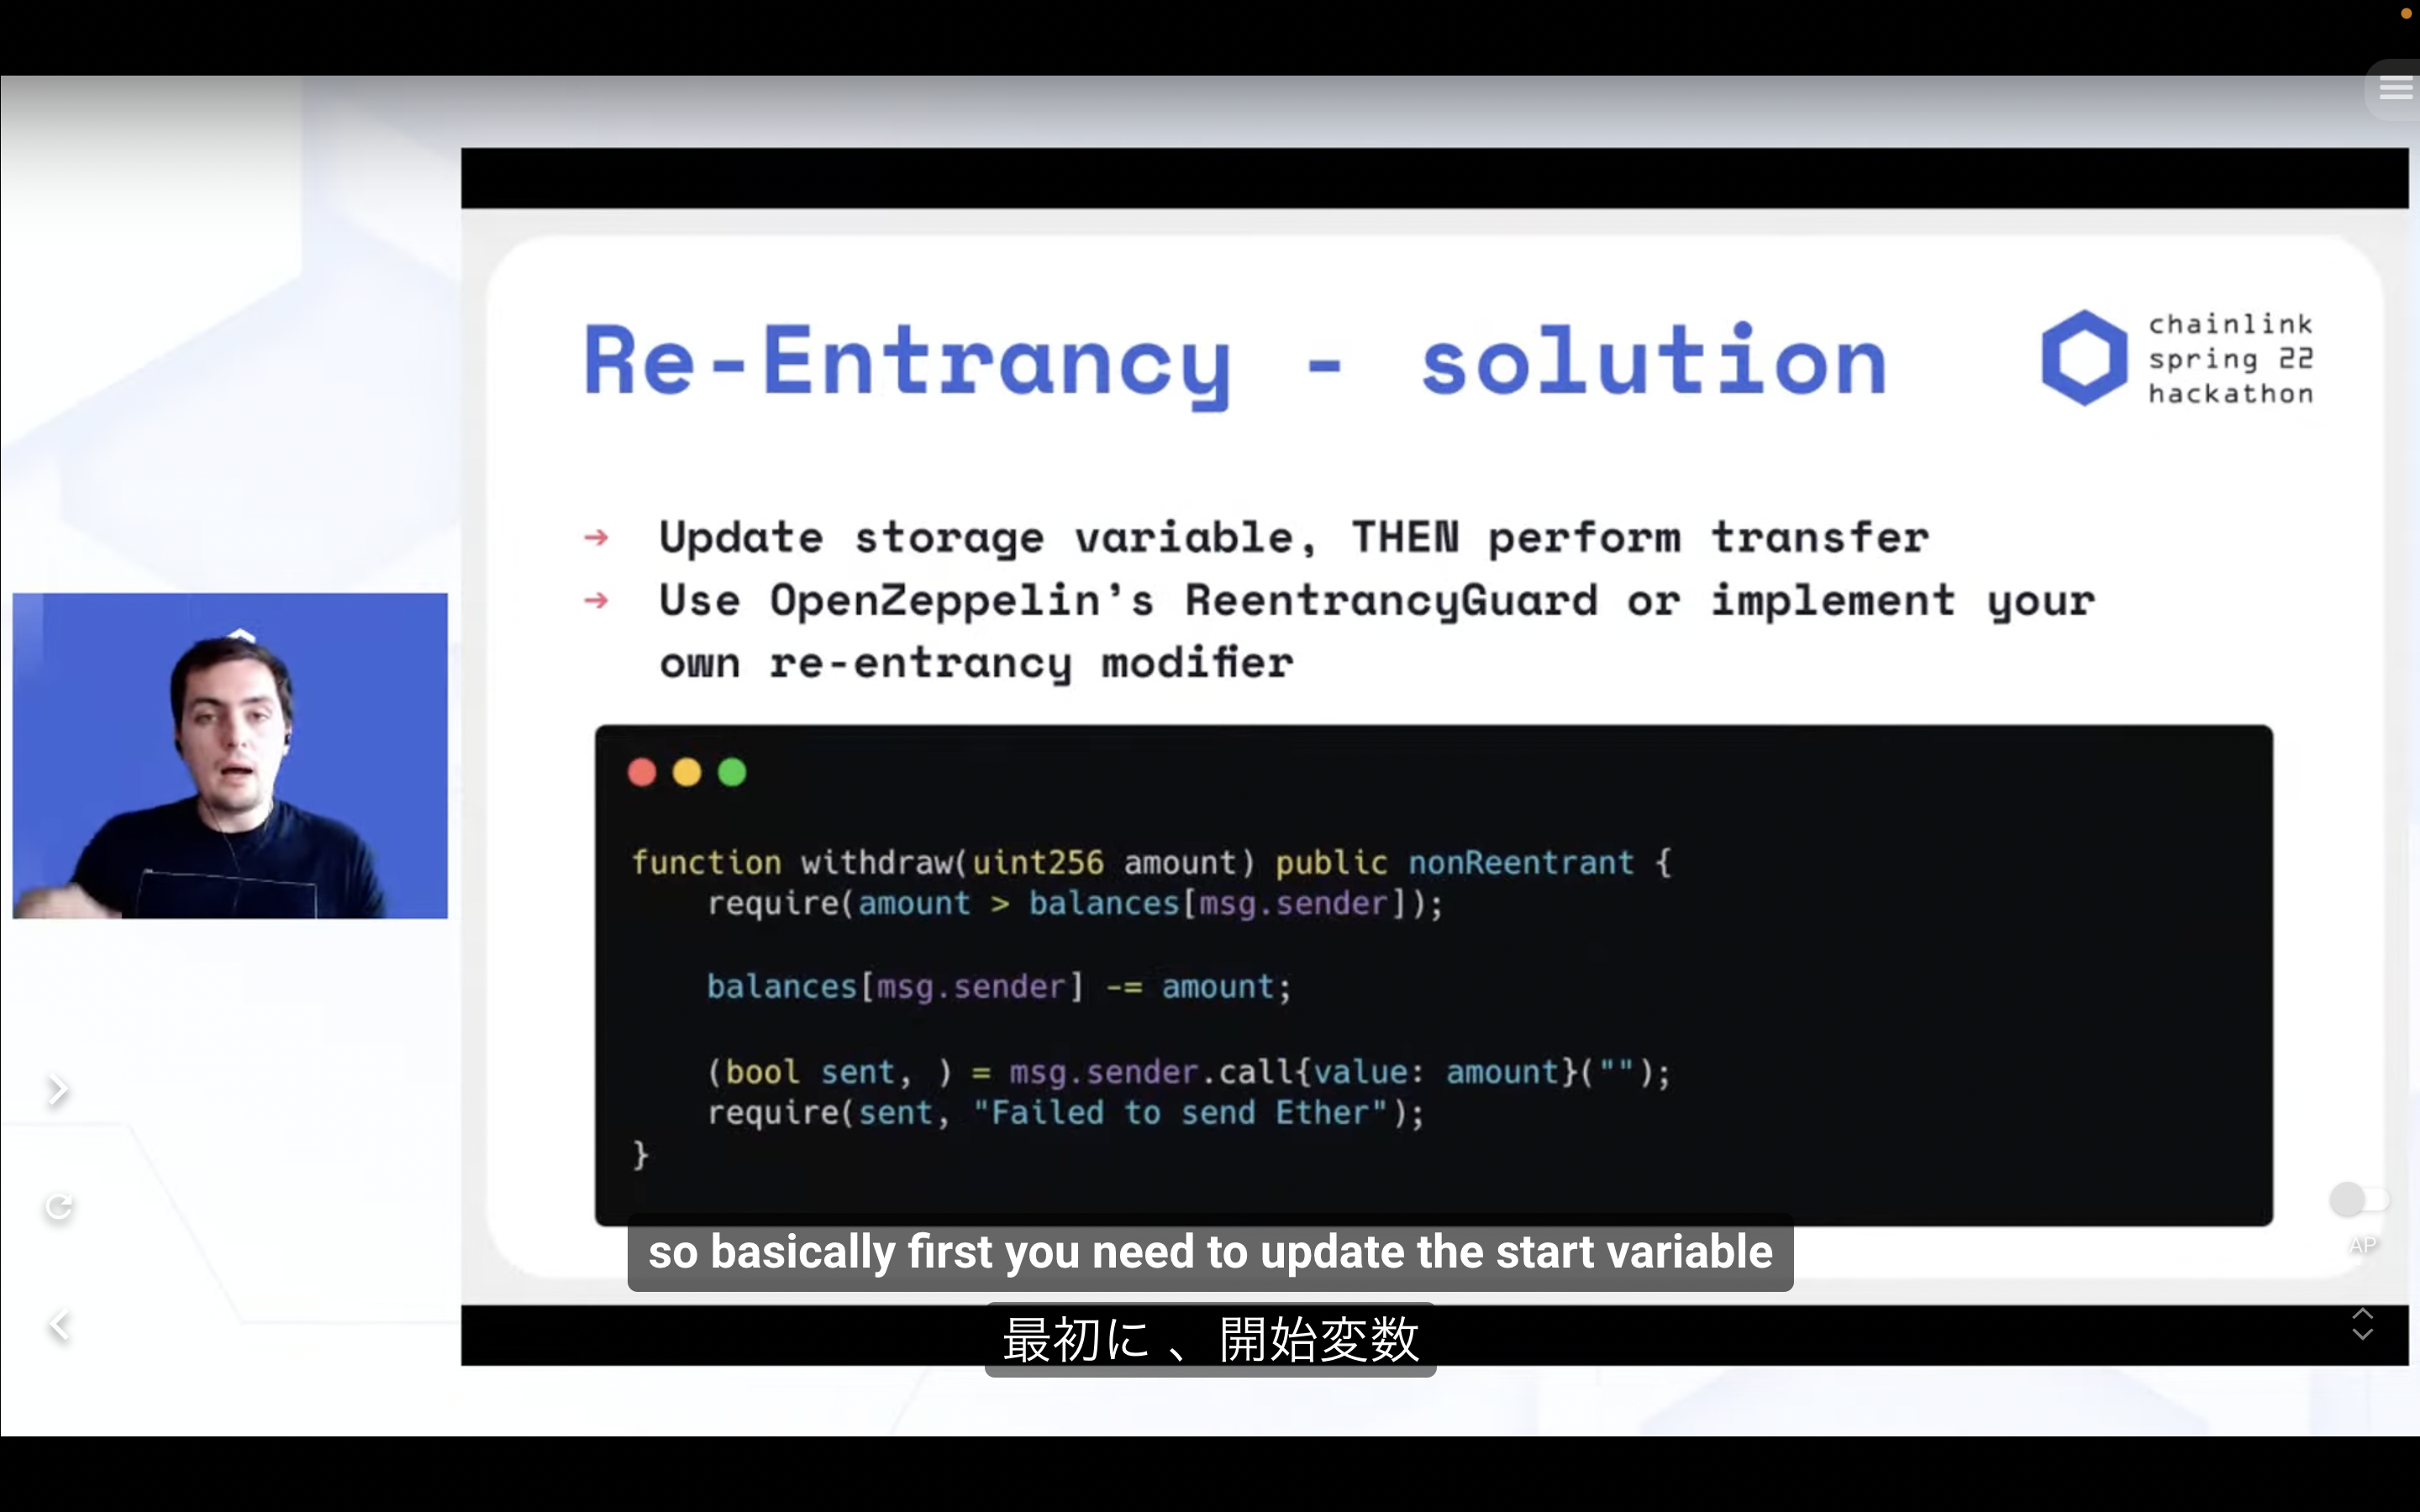 Re-Entrancy - solution
chainlink
spring 22
hackathon
→ Update storage variable, THEN perform transfer
→ Use OpenZeppelin’s ReentrancyGuard or implement your
own re-entrancy modifier
function withdraw(uint256 amount) public nonReentrant {
    require(amount > balances[msg.sender]);
    balances[msg.sender] -= amount;
    (bool sent, ) = msg.sender.call{value: amount}("");
    require(sent, "Failed to send Ether");
}
so basically first you need to update the start variable
最初に 、開始変数
AP